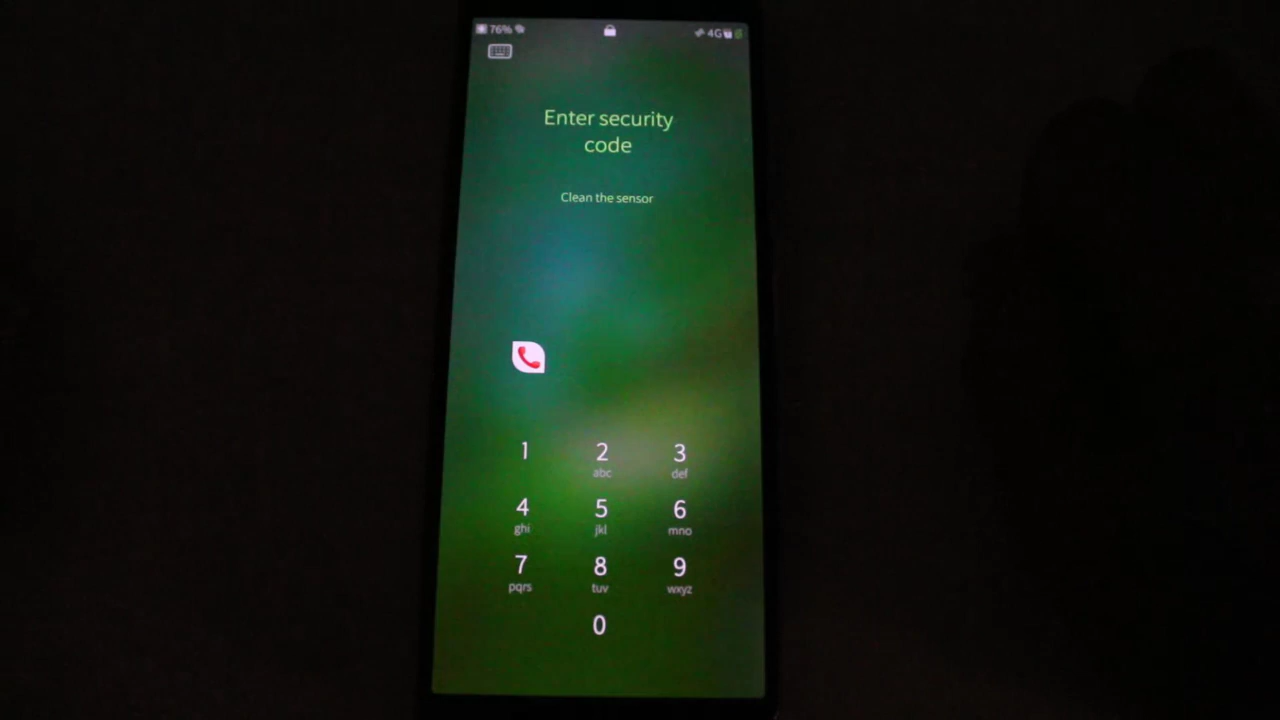 76%
4G
Enter security
code
Clean the sensor
1
2
3
abc
def
4
5
6
ghi
jkl
mno
7
8
9
pqrs
tuv
wxyz
0